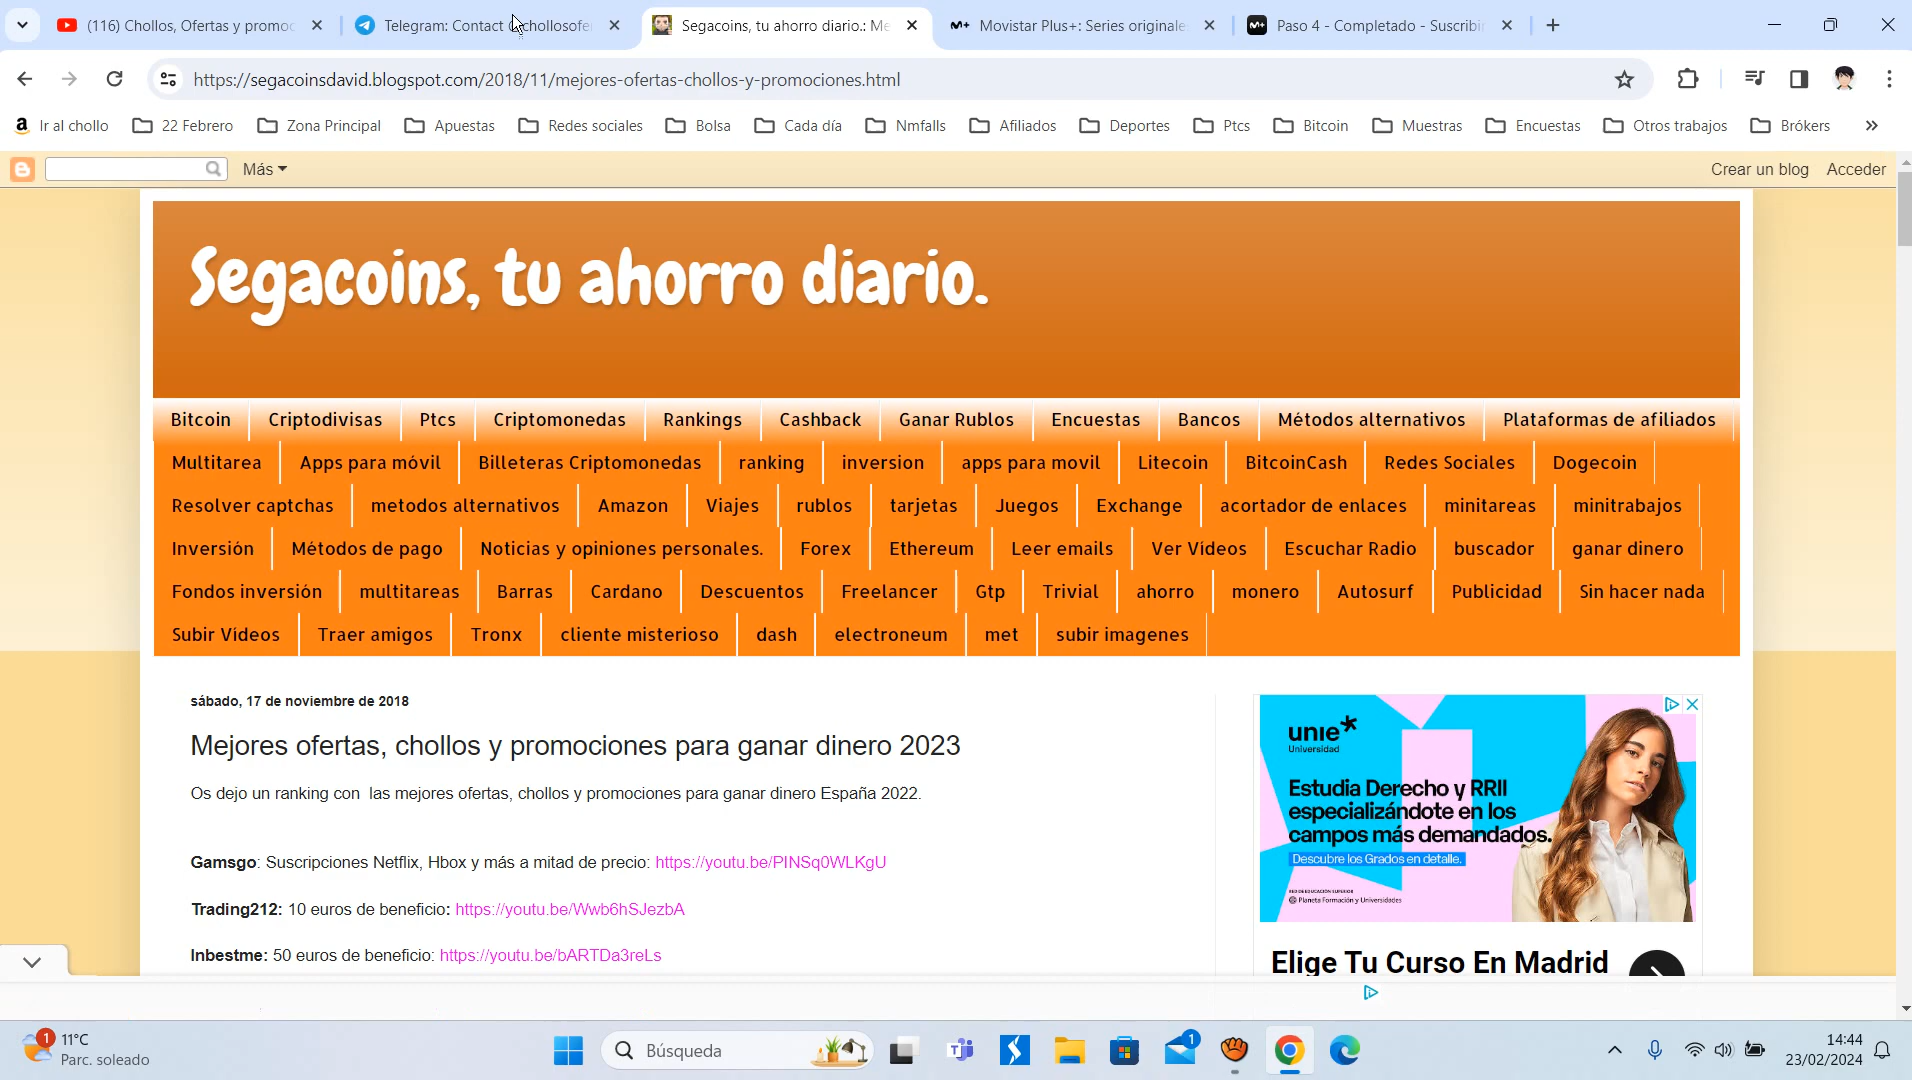 (116) Chollos, Ofertas y promoc
Telegram: Contact @chollosofe
Segacoins, tu ahorro diario.: Me
Movistar Plus+: Series originale
Paso 4 - Completado - Suscribir
https://segacoinsdavid.blogspot.com/2018/11/mejores-ofertas-chollos-y-promociones.html
Ir al chollo 22 Febrero Zona Principal Apuestas Redes sociales Bolsa Cada día Nmfalls Afiliados Deportes Ptcs Bitcoin Muestras Encuestas Otros trabajos Brókers »
Más
Crear un blog Acceder
Segacoins, tu ahorro diario.
Bitcoin Criptodivisas Ptcs Criptomonedas Rankings Cashback Ganar Rublos Encuestas Bancos Métodos alternativos Plataformas de afiliados
Multitarea Apps para móvil Billeteras Criptomonedas ranking inversion apps para movil Litecoin BitcoinCash Redes Sociales Dogecoin
Resolver captchas metodos alternativos Amazon Viajes rublos tarjetas Juegos Exchange acortador de enlaces minitareas minitrabajos
Inversión Métodos de pago Noticias y opiniones personales. Forex Ethereum Leer emails Ver Vídeos Escuchar Radio buscador ganar dinero
Fondos inversión multitareas Barras Cardano Descuentos Freelancer Gtp Trivial ahorro monero Autosurf Publicidad Sin hacer nada
Subir Vídeos Traer amigos Tronx cliente misterioso dash electroneum met subir imagenes
sábado, 17 de noviembre de 2018
Mejores ofertas, chollos y promociones para ganar dinero 2023
Os dejo un ranking con las mejores ofertas, chollos y promociones para ganar dinero España 2022.
Gamsgo: Suscripciones Netflix, Hbox y más a mitad de precio: https://youtu.be/PINSq0WLKgU
Trading212: 10 euros de beneficio: https://youtu.be/Wwb6hSJezbA
Inbestme: 50 euros de beneficio: https://youtu.be/bARTDa3reLs
unie*
Universidad
Estudia Derecho y RRII
especializándote en los
campos más demandados.
Descubre los Grados en detalle.
RED DE EDUCACIÓN SUPERIOR
Planeta Formación y Universidades
Elige Tu Curso En Madrid
1
11°C
Parc. soleado
Búsqueda
1
14:44
23/02/2024